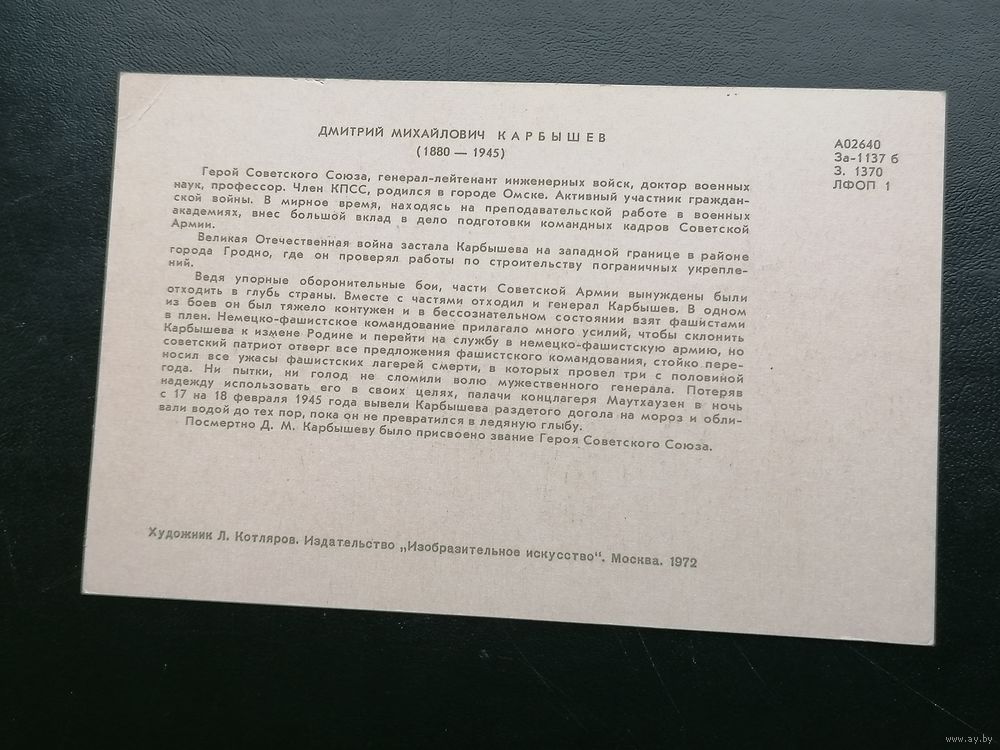 ДМИТРИЙ МИХАЙЛОВИЧ КАРБЫШЕВ
(1880 — 1945)
Герой Советского Союза, генерал-лейтенант инженерных войск, доктор военных
наук, профессор. Член КПСС, родился в городе Омске. Активный участник граждан-
ской войны. В мирное время, находясь на преподавательской работе в военных
академиях, внес большой вклад в дело подготовки командных кадров Советской
Армии.
Великая Отечественная война застала Карбышева на западной границе в районе
города Гродно, где он проверял работы по строительству пограничных укрепле-
ний.
Ведя упорные оборонительные бои, части Советской Армии вынуждены были
отходить в глубь страны. Вместе с частями отходил и генерал Карбышев. В одном
из боев он был тяжело контужен и в бессознательном состоянии взят фашистами
в плен. Немецко-фашистское командование прилагало много усилий, чтобы склонить
Карбышева к измене Родине и перейти на службу в немецко-фашистскую армию, но
советский патриот отверг все предложения фашистского командования, стойко пере-
носил все ужасы фашистских лагерей смерти, в которых провел три с половиной
года. Ни пытки, ни голод не сломили волю мужественного генерала. Потеряв
надежду использовать его в своих целях, палачи концлагеря Маутхаузен в ночь
с 17 на 18 февраля 1945 года вывели Карбышева раздетого догола на мороз и обли-
вали водой до тех пор, пока он не превратился в ледяную глыбу.
Посмертно Д. М. Карбышеву было присвоено звание Героя Советского Союза.
Художник Л. Котляров. Издательство „Изобразительное искусство“. Москва. 1972
А02640
За-1137 б
З. 1370
ЛФОП 1
www.ay.by